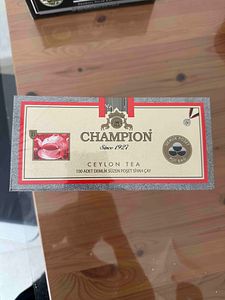 CHAMPION
Since 1927
CEYLON TEA
100 ADET DEMLİK SÜZEN POŞET SİYAH ÇAY